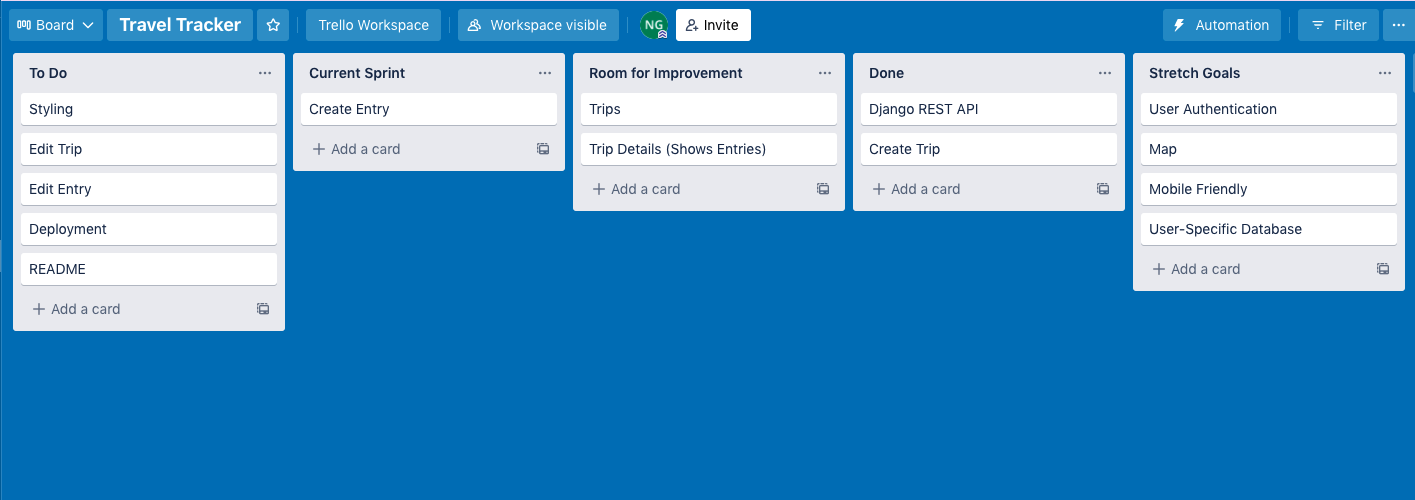 Board
Travel Tracker
Trello Workspace
Workspace visible
NG
Invite
Automation
Filter
To Do
Styling
Edit Trip
Edit Entry
Deployment
README
Add a card
Current Sprint
Create Entry
Add a card
Room for Improvement
Trips
Trip Details (Shows Entries)
Add a card
Done
Django REST API
Create Trip
Add a card
Stretch Goals
User Authentication
Map
Mobile Friendly
User-Specific Database
Add a card